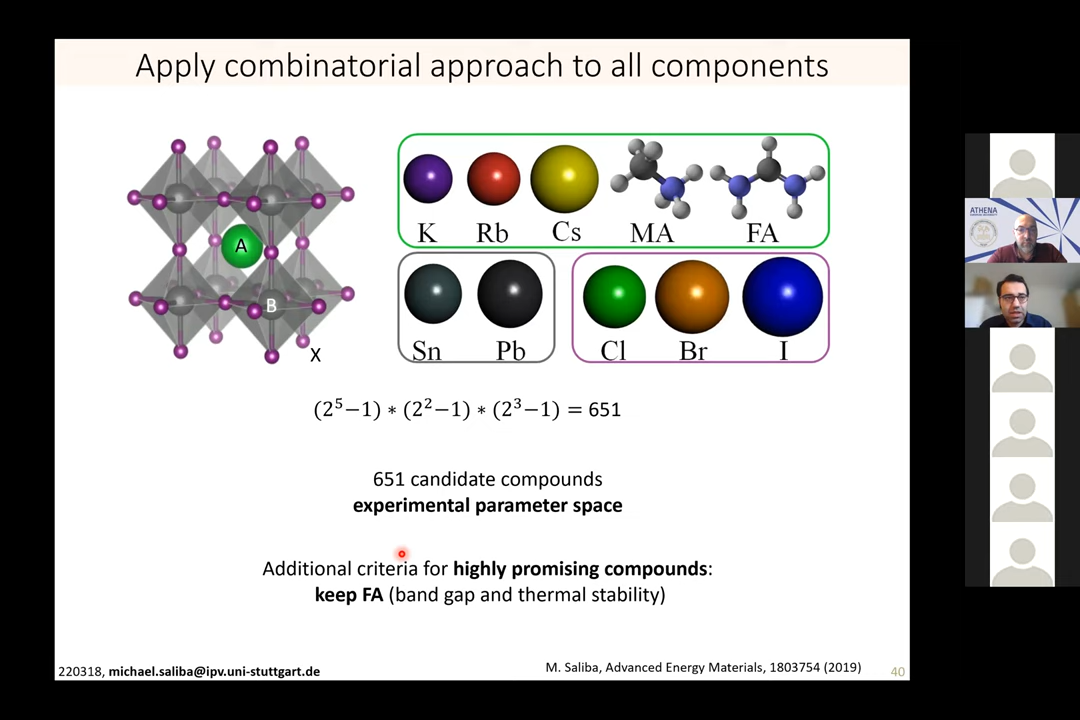 Apply combinatorial approach to all components
A
B
X
K Rb Cs MA FA
Sn Pb
Cl Br I
(2⁵−1) ∗ (2²−1) ∗ (2³−1) = 651
651 candidate compounds
experimental parameter space
Additional criteria for highly promising compounds:
keep FA (band gap and thermal stability)
220318, michael.saliba@ipv.uni-stuttgart.de
M. Saliba, Advanced Energy Materials, 1803754 (2019)
40
ATHENA